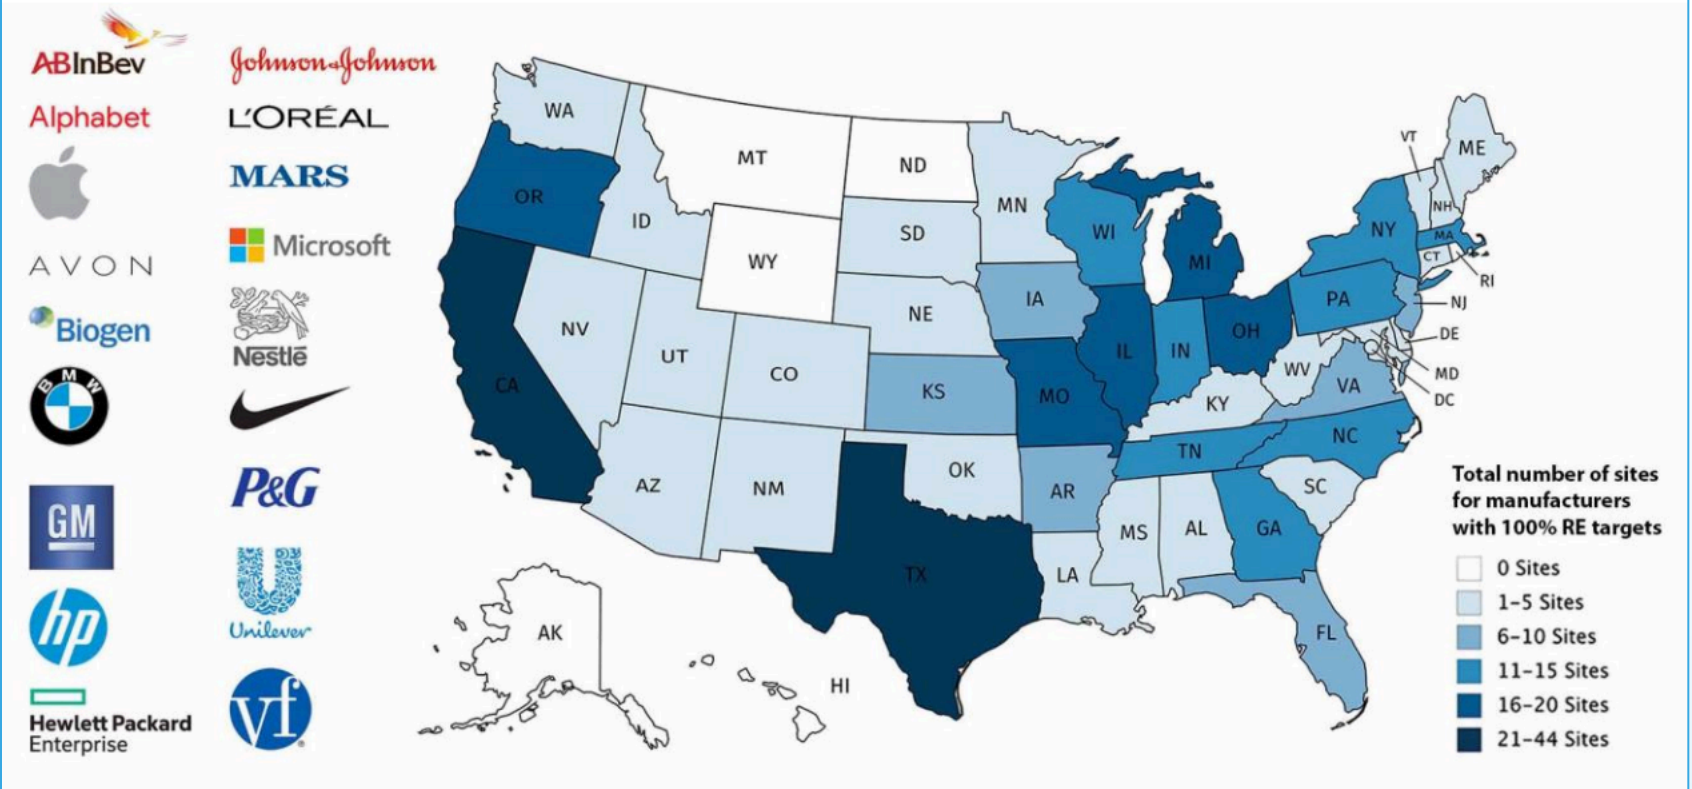 ABInBev
Alphabet
AVON
Biogen
BMW
GM
hp
Hewlett Packard
Enterprise
Johnson&Johnson
L'ORÉAL
MARS
Microsoft
Nestlé
P&G
Unilever
vf
WA
OR
CA
ID
NV
MT
WY
UT
AZ
CO
NM
ND
SD
NE
KS
OK
TX
MN
IA
MO
AR
LA
WI
IL
MI
IN
OH
KY
TN
MS
AL
GA
FL
SC
NC
VA
WV
PA
NY
VT
NH
ME
MA
CT
RI
NJ
DE
MD
DC
AK
HI
Total number of sites
for manufacturers
with 100% RE targets
0 Sites
1–5 Sites
6–10 Sites
11–15 Sites
16–20 Sites
21–44 Sites